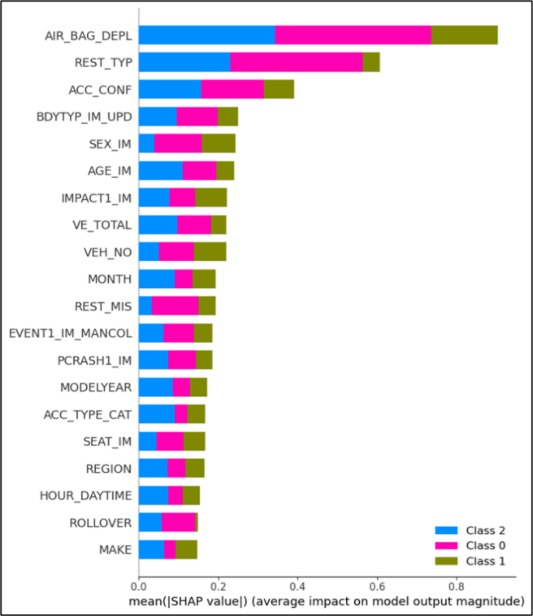 AIR_BAG_DEPL
REST_TYP
ACC_CONF
BDYTYP_IM_UPD
SEX_IM
AGE_IM
IMPACT1_IM
VE_TOTAL
VEH_NO
MONTH
REST_MIS
EVENT1_IM_MANCOL
PCRASH1_IM
MODELYEAR
ACC_TYPE_CAT
SEAT_IM
REGION
HOUR_DAYTIME
ROLLOVER
MAKE
Class 2
Class 0
Class 1
0.0 0.2 0.4 0.6 0.8
mean(|SHAP value|) (average impact on model output magnitude)